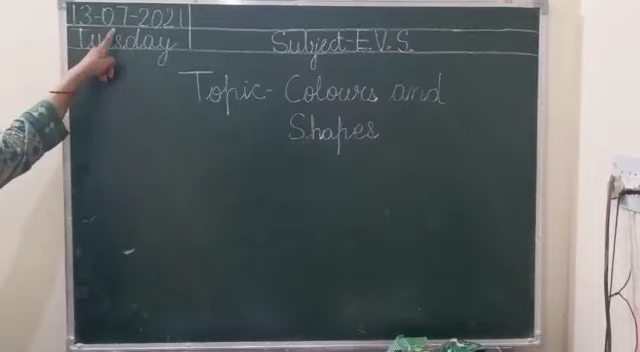 13-07-2021
Tuesday
Subject-E.V.S.
Topic- Colours and
Shapes